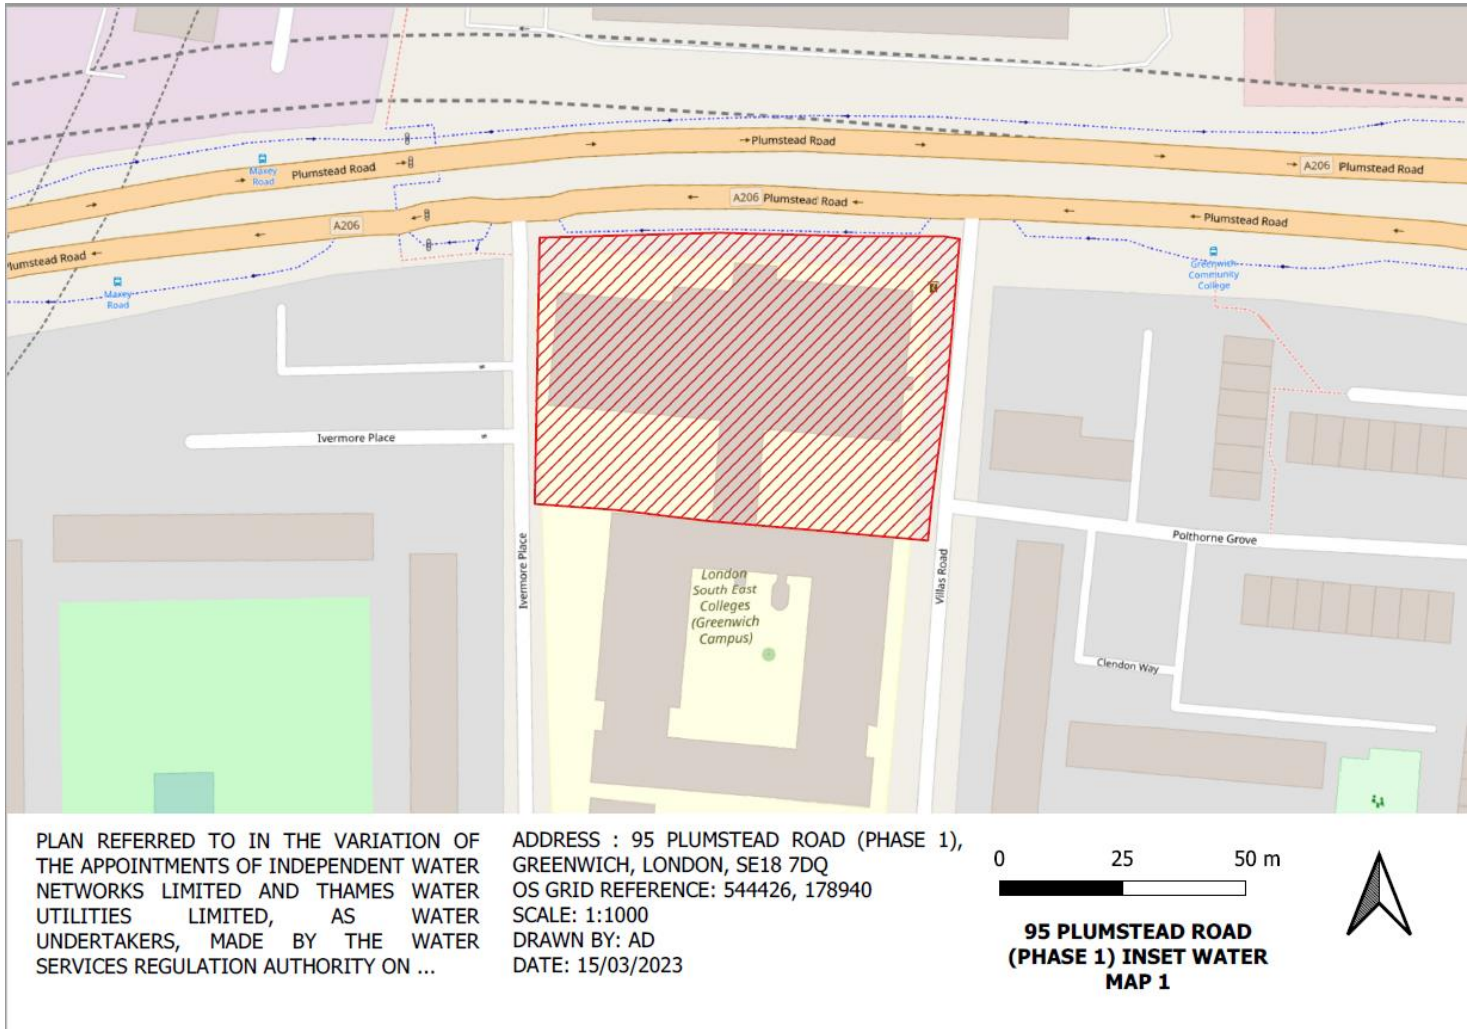 Plumstead Road
A206 Plumstead Road
Maxey
Road
Plumstead Road
A206 Plumstead Road
A206
Plumstead Road
Plumstead Road
Maxey
Road
Greenwich
Community
College
Ivermore Place
Ivermore Place
Villas Road
Polthorne Grove
London
South East
Colleges
(Greenwich
Campus)
Clendon Way
PLAN REFERRED TO IN THE VARIATION OF
THE APPOINTMENTS OF INDEPENDENT WATER
NETWORKS LIMITED AND THAMES WATER
UTILITIES LIMITED, AS WATER
UNDERTAKERS, MADE BY THE WATER
SERVICES REGULATION AUTHORITY ON ...
ADDRESS : 95 PLUMSTEAD ROAD (PHASE 1),
GREENWICH, LONDON, SE18 7DQ
OS GRID REFERENCE: 544426, 178940
SCALE: 1:1000
DRAWN BY: AD
DATE: 15/03/2023
0 25 50 m
95 PLUMSTEAD ROAD
(PHASE 1) INSET WATER
MAP 1